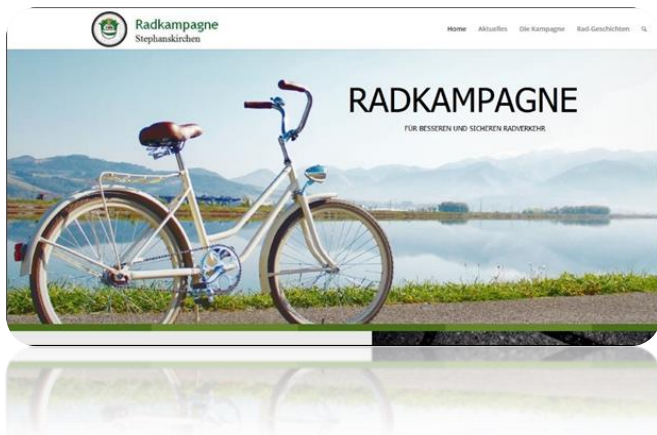 Radkampagne
Stephanskirchen
Home Aktuelles Die Kampagne Rad-Geschichten
RADKAMPAGNE
FÜR BESSEREN UND SICHEREN RADVERKEHR